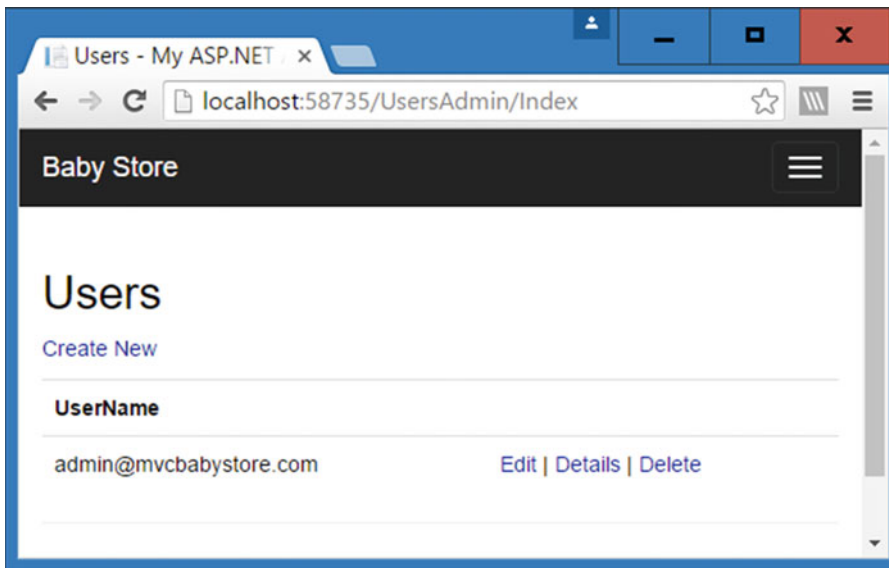 Users - My ASP.NET
localhost:58735/UsersAdmin/Index
Baby Store
Users
Create New
UserName
admin@mvcbabystore.com Edit | Details | Delete